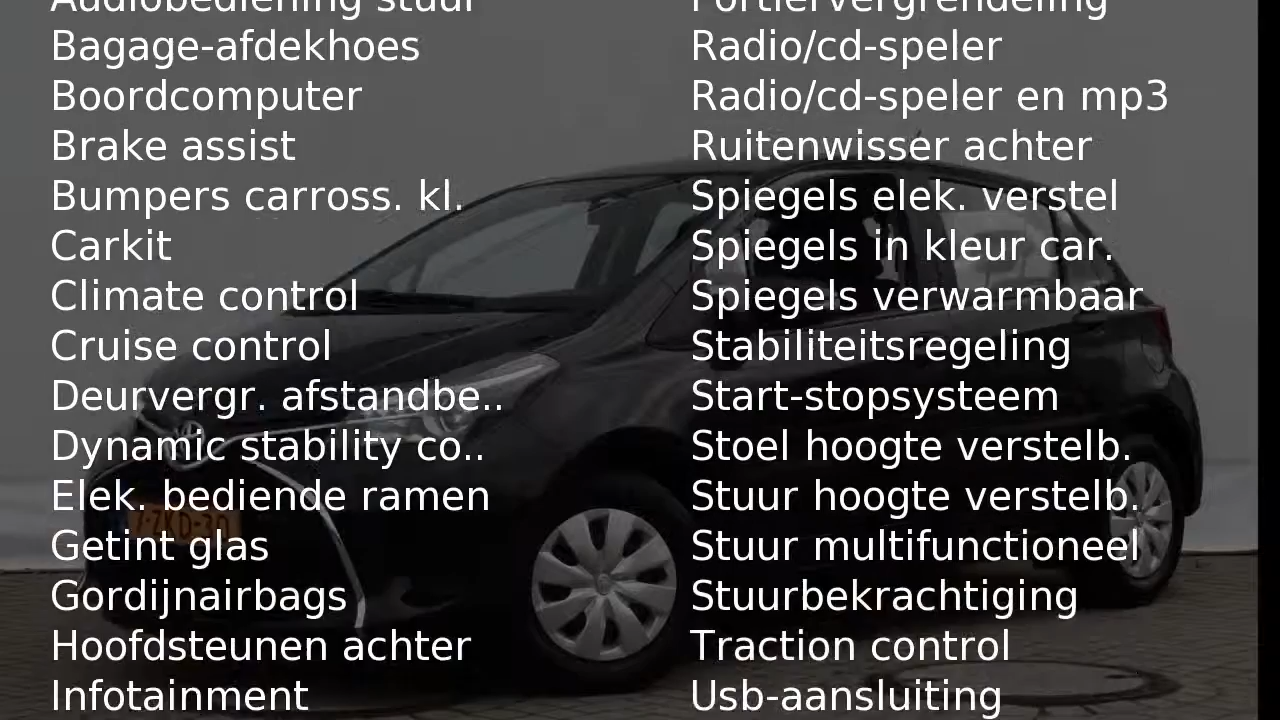 Audiobediening stuur
Bagage-afdekhoes
Boordcomputer
Brake assist
Bumpers carross. kl.
Carkit
Climate control
Cruise control
Deurvergr. afstandbe..
Dynamic stability co..
Elek. bediende ramen
Getint glas
Gordijnairbags
Hoofdsteunen achter
Infotainment
Portiervergrendeling
Radio/cd-speler
Radio/cd-speler en mp3
Ruitenwisser achter
Spiegels elek. verstel
Spiegels in kleur car.
Spiegels verwarmbaar
Stabiliteitsregeling
Start-stopsysteem
Stoel hoogte verstelb.
Stuur hoogte verstelb.
Stuur multifunctioneel
Stuurbekrachtiging
Traction control
Usb-aansluiting